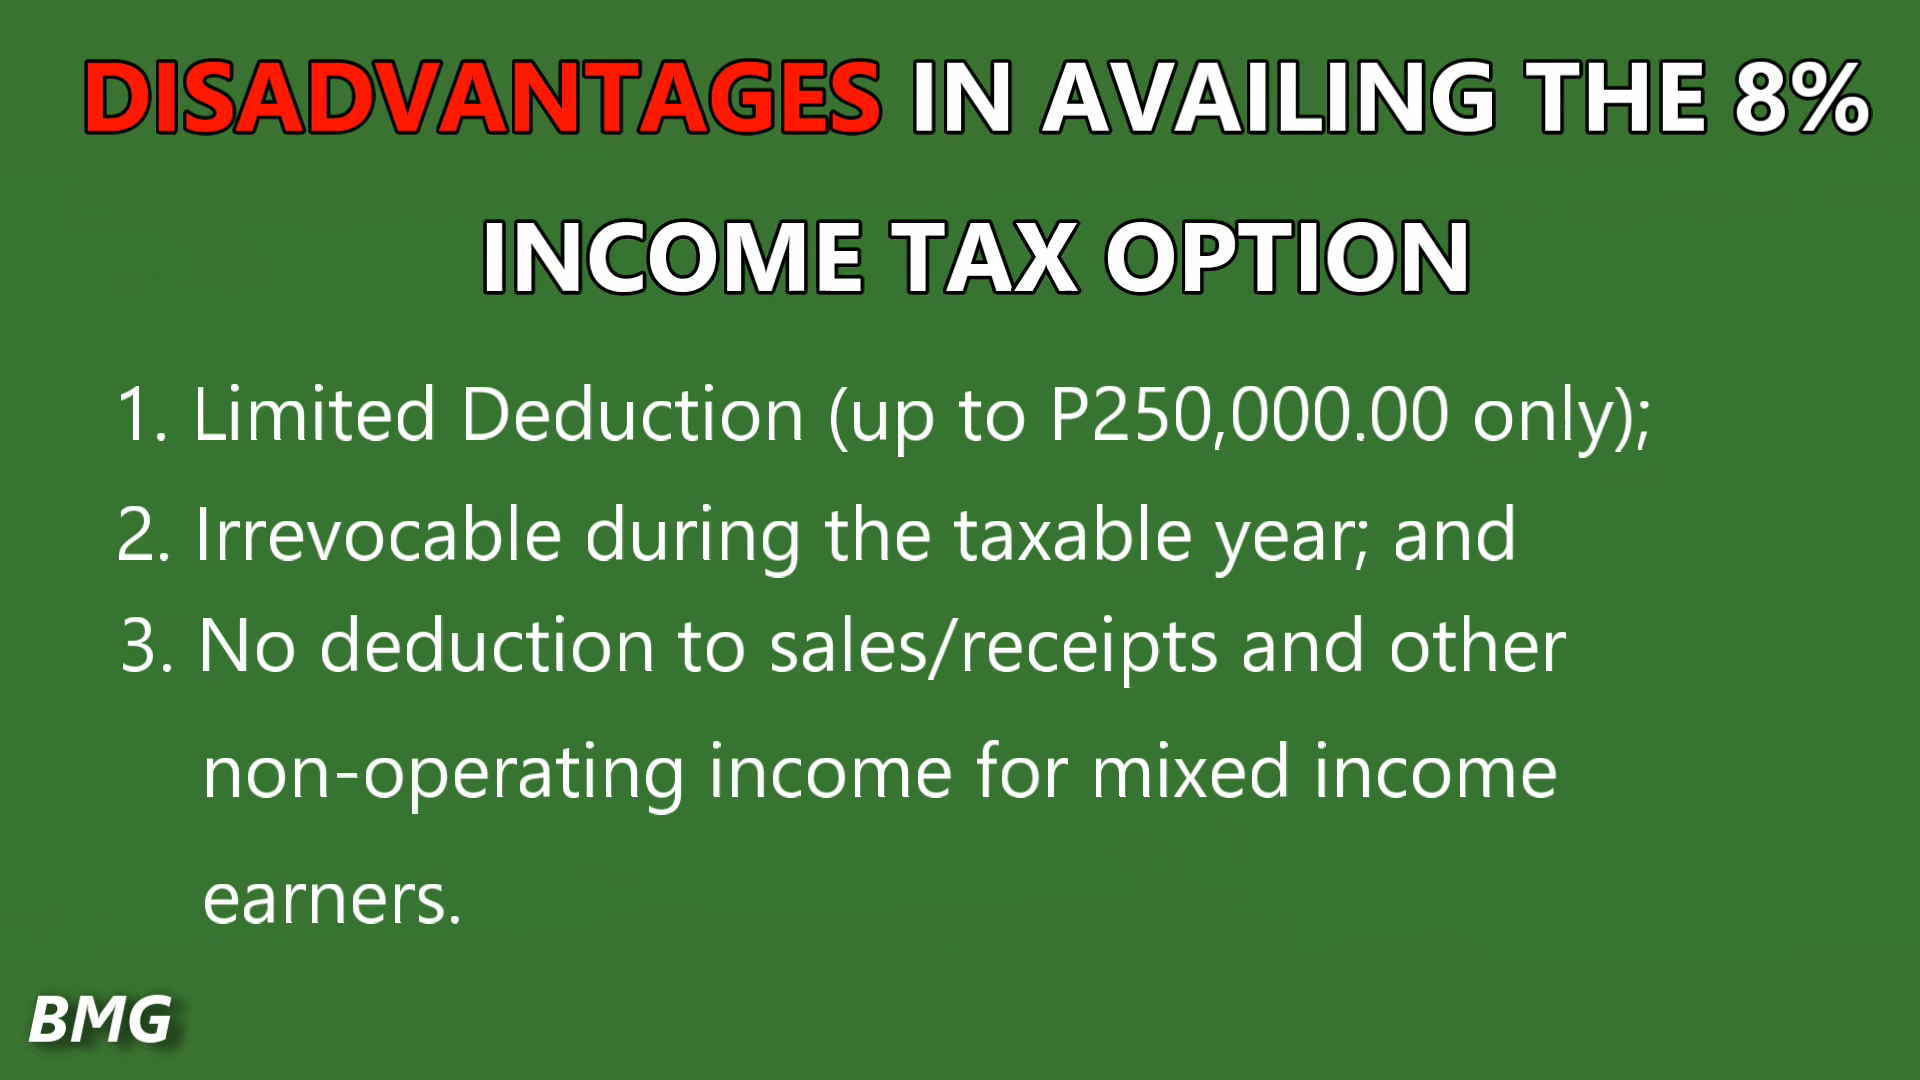 DISADVANTAGES IN AVAILING THE 8%
INCOME TAX OPTION
1. Limited Deduction (up to P250,000.00 only);
2. Irrevocable during the taxable year; and
3. No deduction to sales/receipts and other
non-operating income for mixed income
earners.
BMG